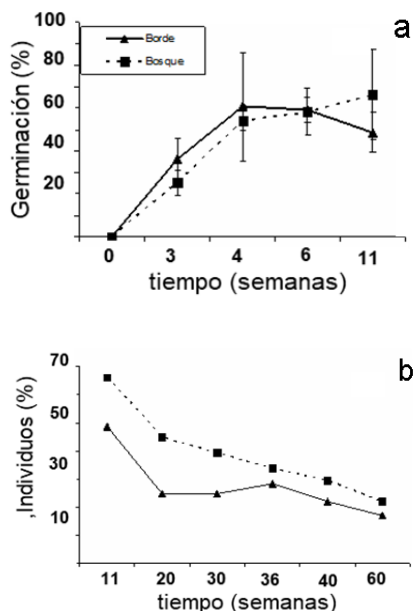 a
100
80
60
40
20
Germinación (%)
Borde
Bosque
0 3 4 6 11
tiempo (semanas)
b
70
50
30
10
,Individuos (%)
11 20 30 36 40 60
tiempo (semanas)